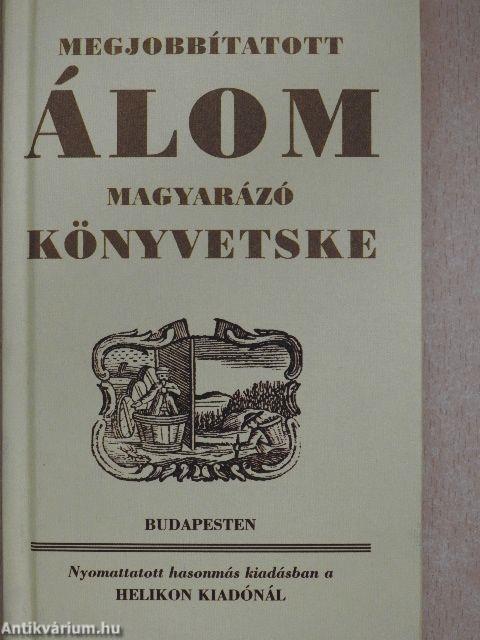 MEGJOBBÍTATOTT
ÁLOM
MAGYARÁZÓ
KÖNYVETSKE
BUDAPESTEN
Nyomattatott hasonmás kiadásban a
HELIKON KIADÓNÁL
Antikvárium.hu